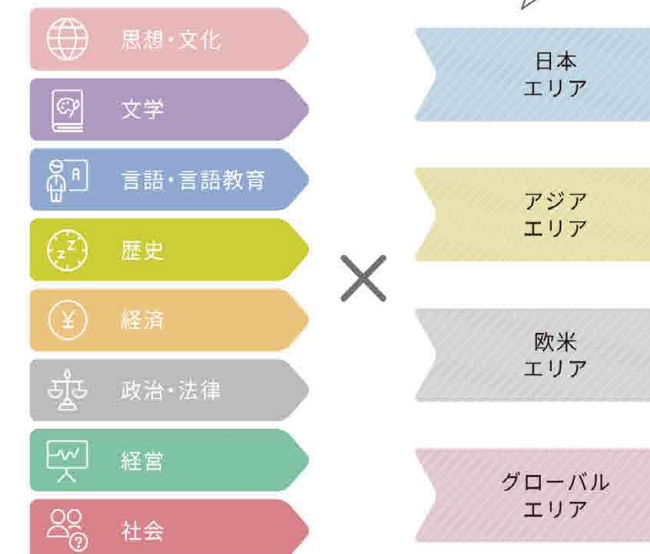 思想・文化
文学
A
言語・言語教育
z z
歴史
¥
経済
政治・法律
経営
?
社会
×
日本
エリア
アジア
エリア
欧米
エリア
グローバル
エリア